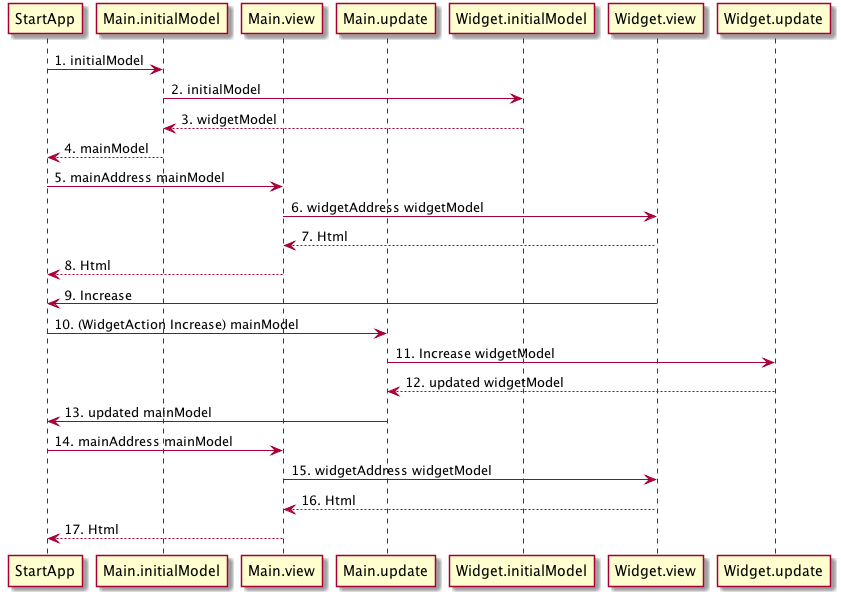 StartApp Main.initialModel Main.view Main.update Widget.initialModel Widget.view Widget.update
1. initialModel
2. initialModel
3. widgetModel
4. mainModel
5. mainAddress mainModel
6. widgetAddress widgetModel
7. Html
8. Html
9. Increase
10. (WidgetAction Increase) mainModel
11. Increase widgetModel
12. updated widgetModel
13. updated mainModel
14. mainAddress mainModel
15. widgetAddress widgetModel
16. Html
17. Html
StartApp Main.initialModel Main.view Main.update Widget.initialModel Widget.view Widget.update